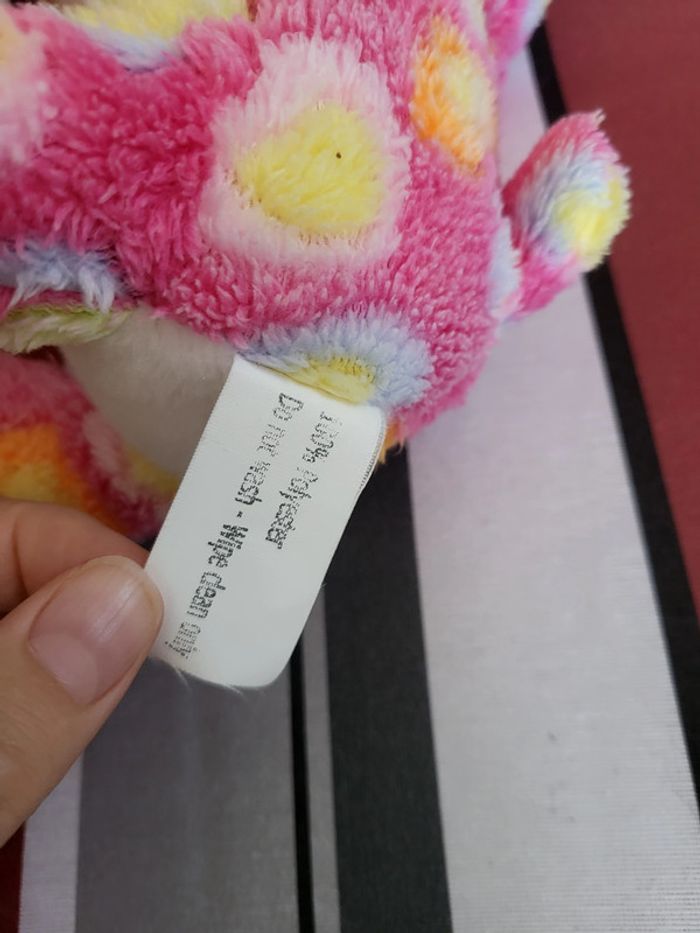 100% Polyester
Do not wash - Wipe clean only.